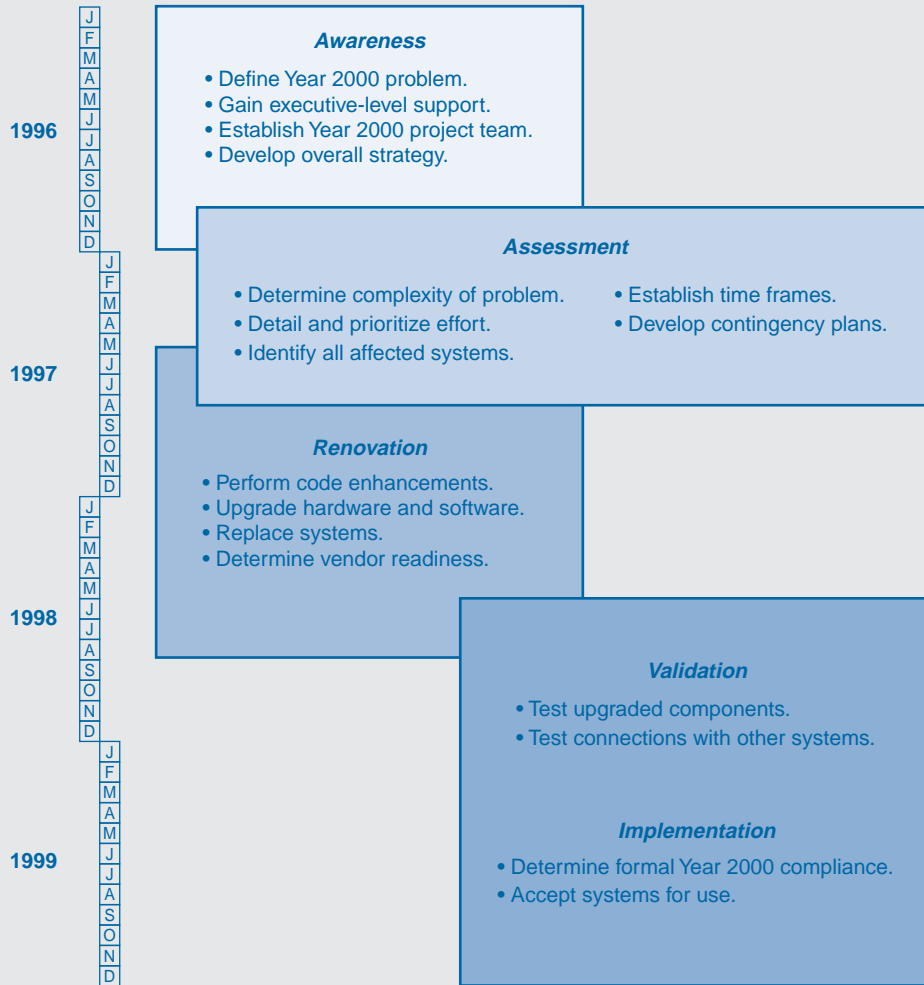 1996
J
F
M
A
M
J
J
A
S
O
N
D
Awareness
• Define Year 2000 problem.
• Gain executive-level support.
• Establish Year 2000 project team.
• Develop overall strategy.
Assessment
• Determine complexity of problem.
• Detail and prioritize effort.
• Identify all affected systems.
• Establish time frames.
• Develop contingency plans.
1997
J
F
M
A
M
J
J
A
S
O
N
D
Renovation
• Perform code enhancements.
• Upgrade hardware and software.
• Replace systems.
• Determine vendor readiness.
1998
J
F
M
A
M
J
J
A
S
O
N
D
Validation
• Test upgraded components.
• Test connections with other systems.
1999
J
F
M
A
M
J
J
A
S
O
N
D
Implementation
• Determine formal Year 2000 compliance.
• Accept systems for use.